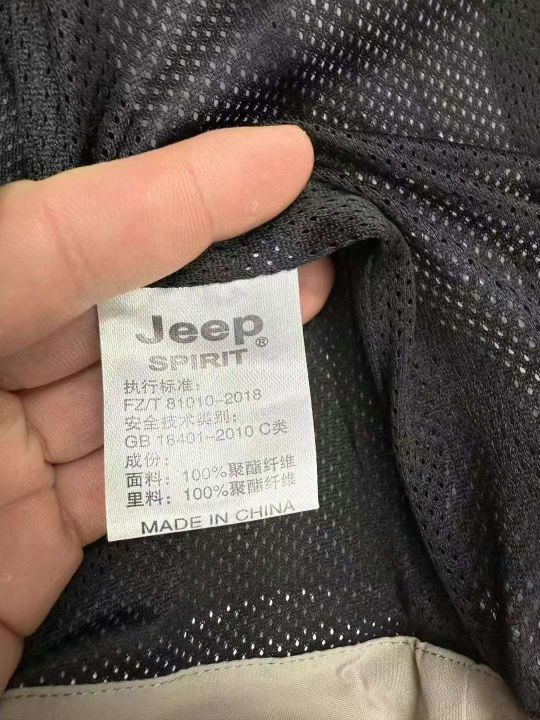 Jeep®
SPIRIT
执行标准:
FZ/T 81010-2018
安全技术类别:
GB 18401-2010 C类
成份:
面料: 100%聚酯纤维
里料: 100%聚酯纤维
MADE IN CHINA